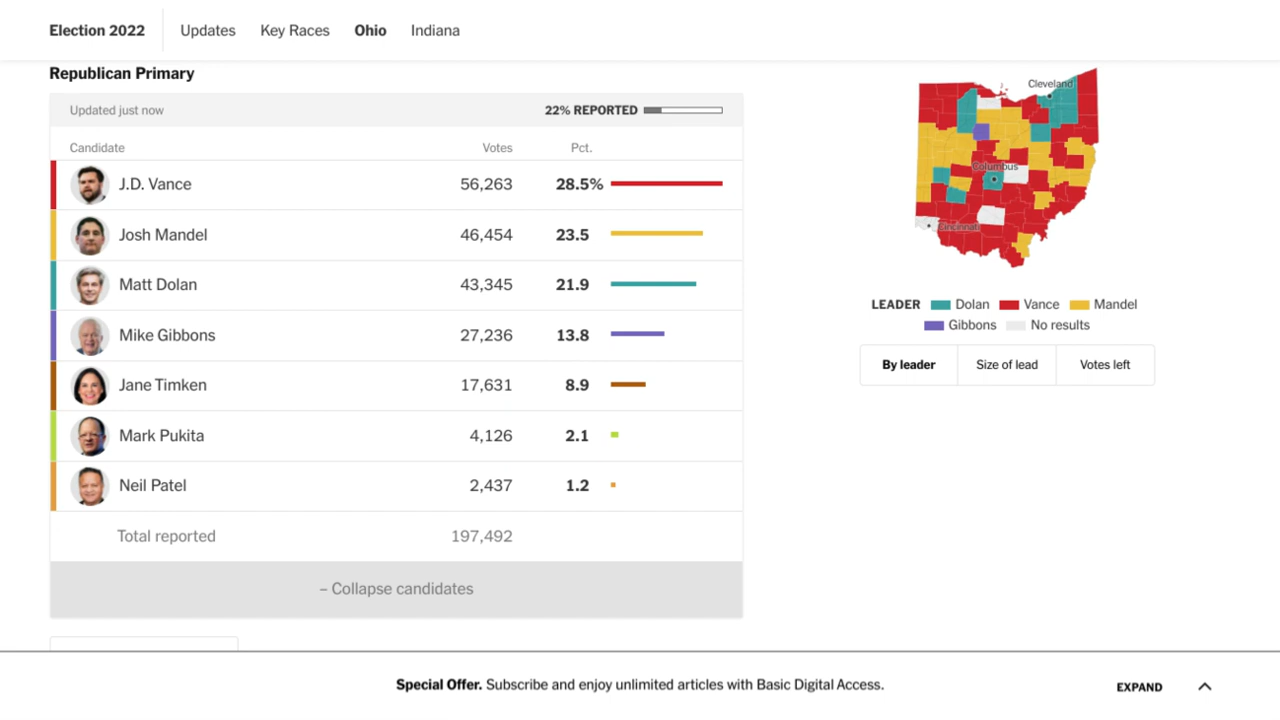 Election 2022 Updates Key Races Ohio Indiana
Republican Primary
Updated just now 22% REPORTED
Candidate Votes Pct.
J.D. Vance 56,263 28.5%
Josh Mandel 46,454 23.5
Matt Dolan 43,345 21.9
Mike Gibbons 27,236 13.8
Jane Timken 17,631 8.9
Mark Pukita 4,126 2.1
Neil Patel 2,437 1.2
Total reported 197,492
– Collapse candidates
Cleveland
Columbus
Cincinnati
LEADER Dolan Vance Mandel
Gibbons No results
By leader Size of lead Votes left
Special Offer. Subscribe and enjoy unlimited articles with Basic Digital Access. EXPAND